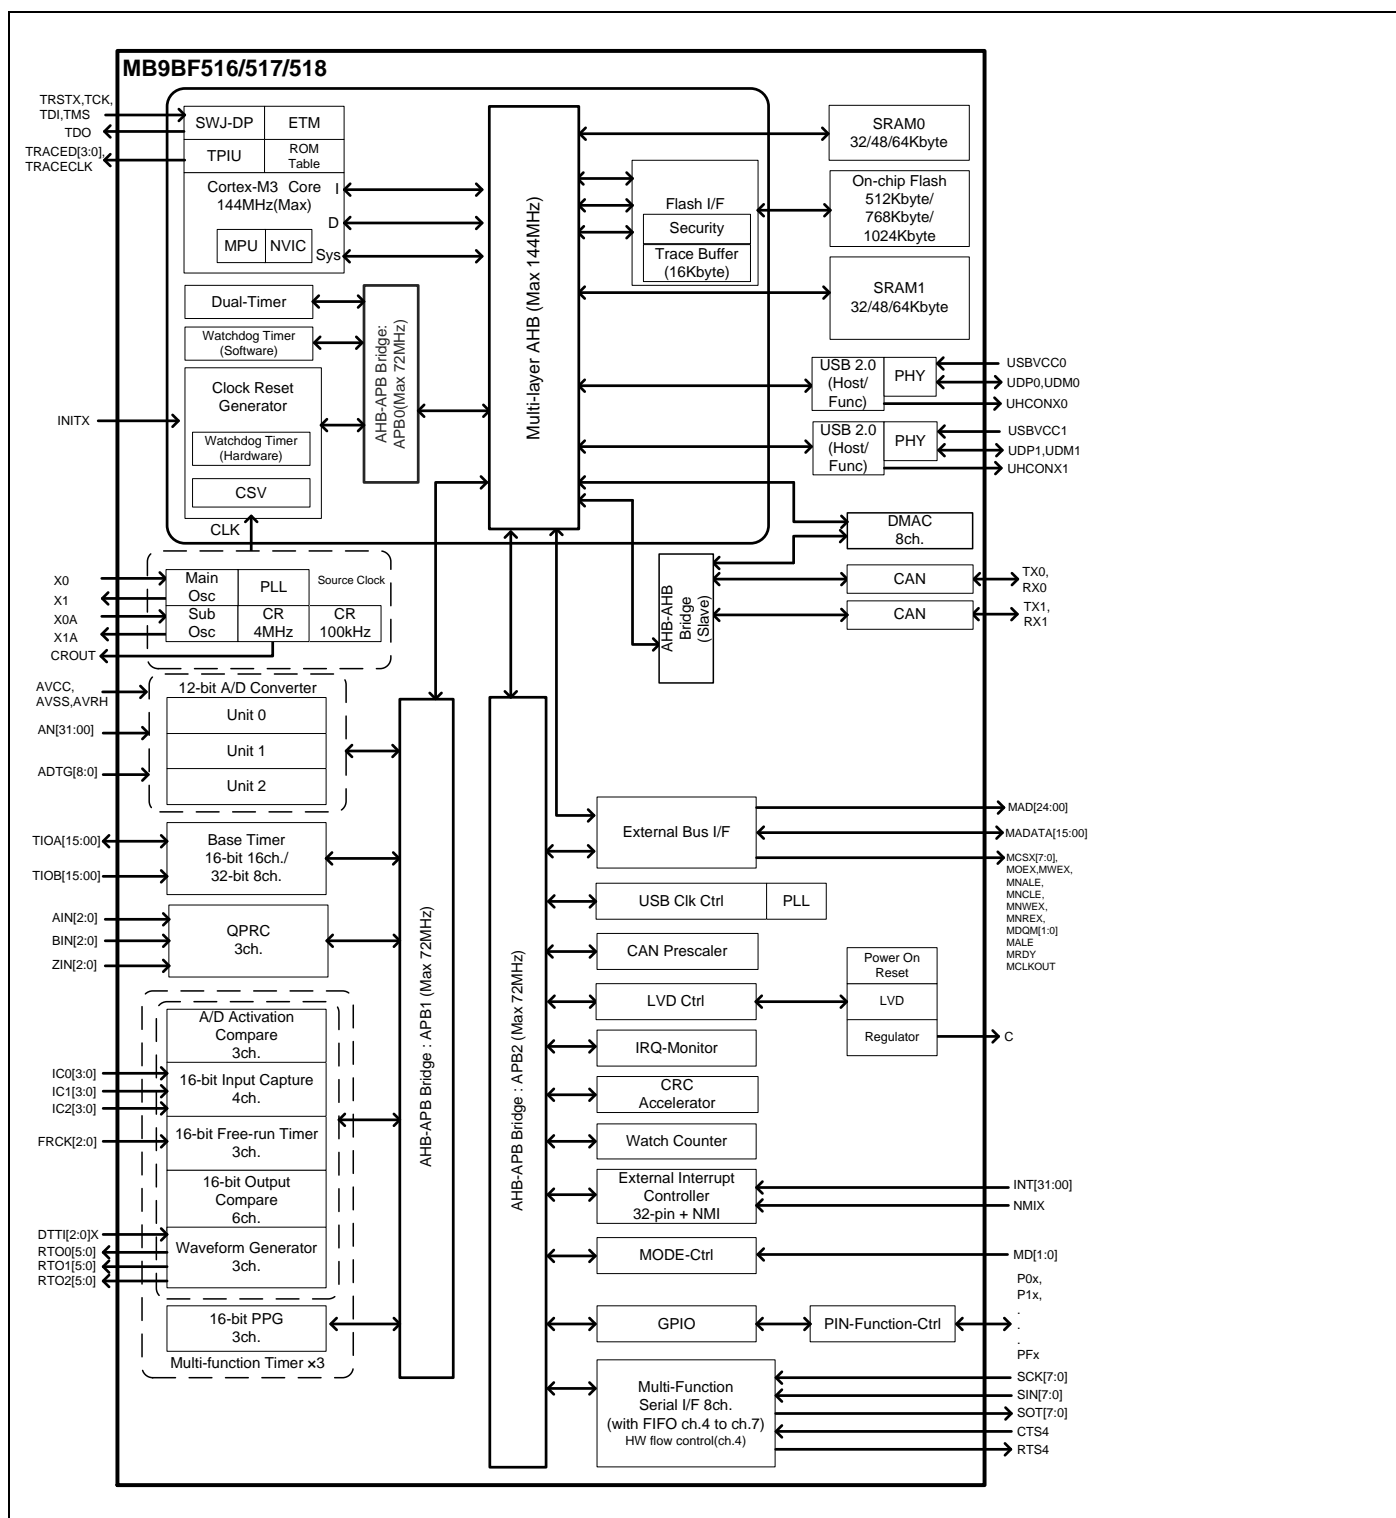 MB9BF516/517/518
TRSTX,TCK,
TDI,TMS
TDO
TRACED[3:0],
TRACECLK
SWJ-DP
ETM
TPIU
ROM
Table
Cortex-M3 Core
144MHz(Max)
I
D
Sys
MPU
NVIC
Dual-Timer
Watchdog Timer
(Software)
Clock Reset
Generator
Watchdog Timer
(Hardware)
CSV
CLK
INITX
AHB-APB Bridge:
APB0(Max 72MHz)
Multi-layer AHB (Max 144MHz)
Flash I/F
Security
Trace Buffer
(16Kbyte)
SRAM0
32/48/64Kbyte
On-chip Flash
512Kbyte/
768Kbyte/
1024Kbyte
SRAM1
32/48/64Kbyte
USB 2.0
(Host/
Func)
PHY
USBVCC0
UDP0,UDM0
UHCONX0
USB 2.0
(Host/
Func)
PHY
USBVCC1
UDP1,UDM1
UHCONX1
DMAC
8ch.
AHB-AHB
Bridge
(Slave)
CAN
TX0,
RX0
CAN
TX1,
RX1
X0
X1
X0A
X1A
CROUT
Main
Osc
PLL
Source Clock
Sub
Osc
CR
4MHz
CR
100kHz
AVCC,
AVSS,AVRH
AN[31:00]
ADTG[8:0]
12-bit A/D Converter
Unit 0
Unit 1
Unit 2
TIOA[15:00]
TIOB[15:00]
Base Timer
16-bit 16ch./
32-bit 8ch.
AIN[2:0]
BIN[2:0]
ZIN[2:0]
QPRC
3ch.
A/D Activation
Compare
3ch.
IC0[3:0]
IC1[3:0]
IC2[3:0]
16-bit Input Capture
4ch.
FRCK[2:0]
16-bit Free-run Timer
3ch.
16-bit Output
Compare
6ch.
DTTI[2:0]X
RTO0[5:0]
RTO1[5:0]
RTO2[5:0]
Waveform Generator
3ch.
16-bit PPG
3ch.
Multi-function Timer ×3
AHB-APB Bridge : APB1 (Max 72MHz)
AHB-APB Bridge : APB2 (Max 72MHz)
External Bus I/F
MAD[24:00]
MADATA[15:00]
MCSX[7:0],
MOEX,MWEX,
MNALE,
MNCLE,
MNWEX,
MNREX,
MDQM[1:0]
MALE
MRDY
MCLKOUT
USB Clk Ctrl
PLL
CAN Prescaler
LVD Ctrl
Power On
Reset
LVD
Regulator
C
IRQ-Monitor
CRC
Accelerator
Watch Counter
External Interrupt
Controller
32-pin + NMI
INT[31:00]
NMIX
MODE-Ctrl
MD[1:0]
GPIO
PIN-Function-Ctrl
P0x,
P1x,
.
.
.
PFx
Multi-Function
Serial I/F 8ch.
(with FIFO ch.4 to ch.7)
HW flow control(ch.4)
SCK[7:0]
SIN[7:0]
SOT[7:0]
CTS4
RTS4